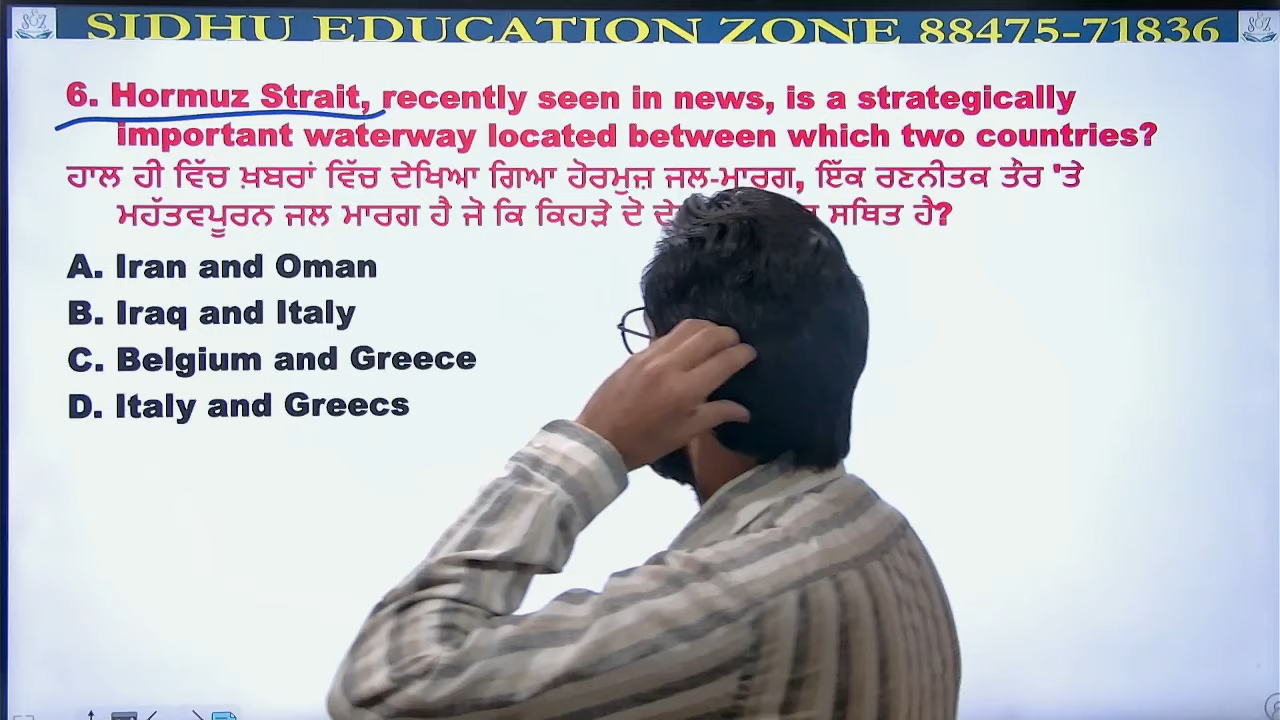 SIDHU EDUCATION ZONE 88475-71836
6. Hormuz Strait, recently seen in news, is a strategically
important waterway located between which two countries?
ਹਾਲ ਹੀ ਵਿੱਚ ਖ਼ਬਰਾਂ ਵਿੱਚ ਦੇਖਿਆ ਗਿਆ ਹੋਰਮੁਜ਼ ਜਲ-ਮਾਰਗ, ਇੱਕ ਰਣਨੀਤਕ ਤੌਰ 'ਤੇ
ਮਹੱਤਵਪੂਰਨ ਜਲ ਮਾਰਗ ਹੈ ਜੋ ਕਿ ਕਿਹੜੇ ਦੋ ਸਥਿਤ ਹੈ?
A. Iran and Oman
B. Iraq and Italy
C. Belgium and Greece
D. Italy and Greecs